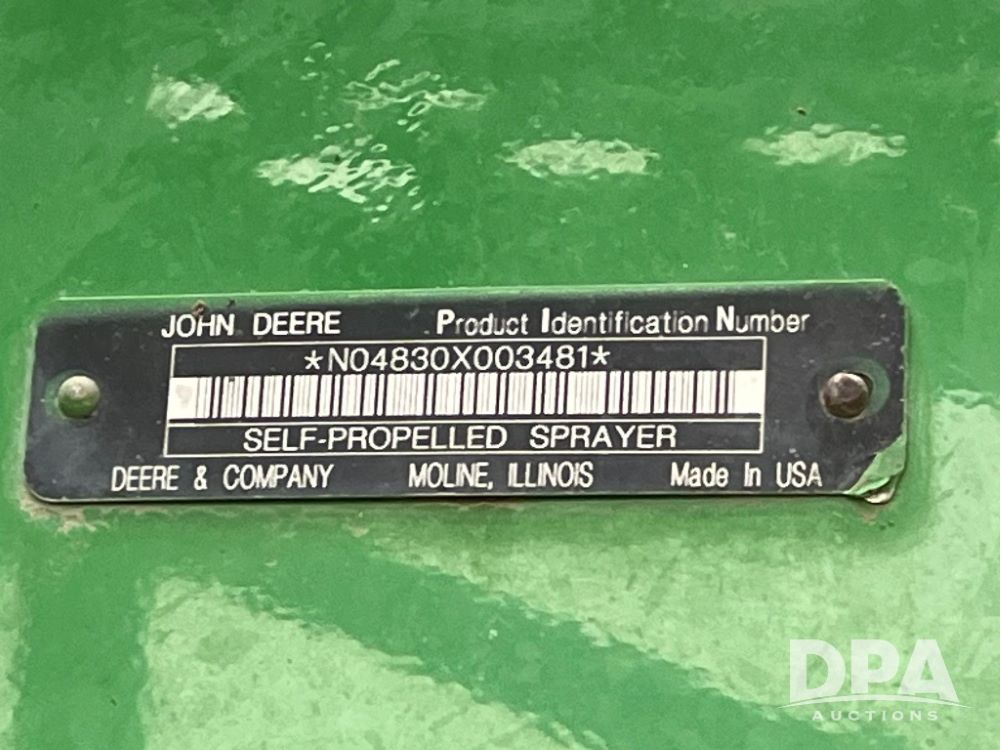 JOHN DEERE Product Identification Number
*N04830X003481*
SELF-PROPELLED SPRAYER
DEERE & COMPANY MOLINE, ILLINOIS Made In USA
DPA
AUCTIONS